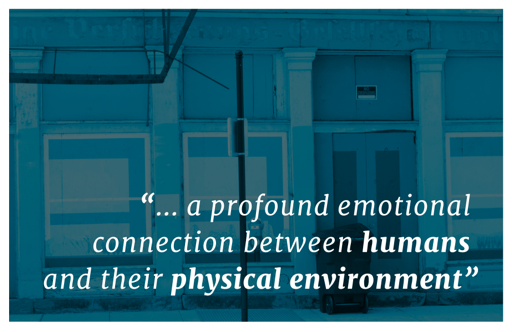 “... a profound emotional
connection between humans
and their physical environment”